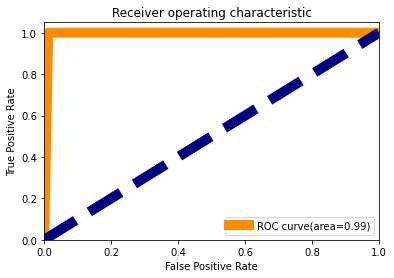 Receiver operating characteristic
True Positive Rate
1.0
0.8
0.6
0.4
0.2
0.0
ROC curve(area=0.99)
0.0 0.2 0.4 0.6 0.8 1.0
False Positive Rate